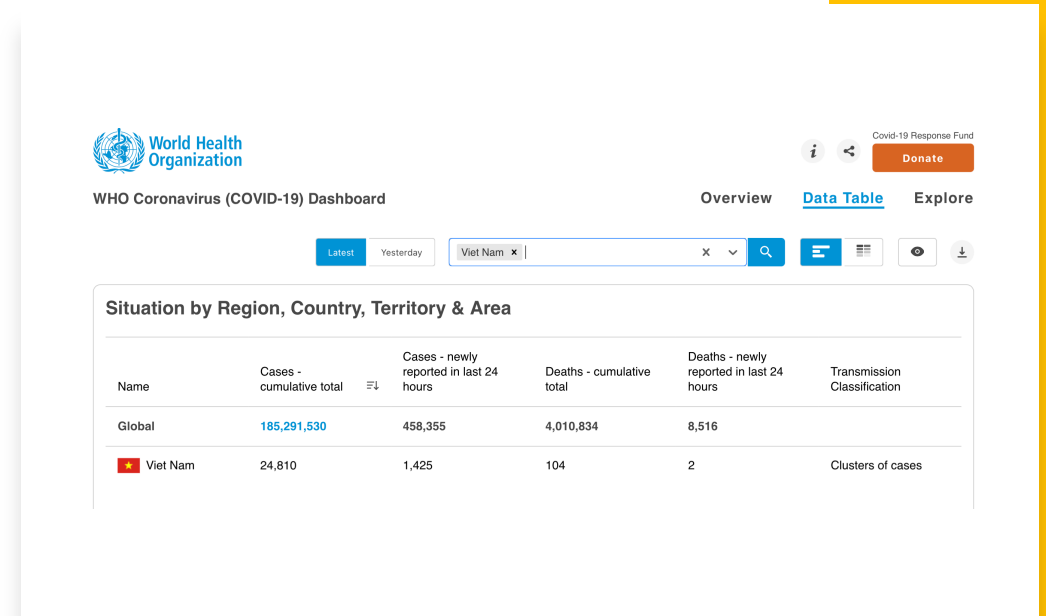 World Health
Organization
Covid-19 Response Fund
i
Donate
WHO Coronavirus (COVID-19) Dashboard
Overview
Data Table
Explore
Latest
Yesterday
Viet Nam ×
Situation by Region, Country, Territory & Area
Name
Cases -
cumulative total
Cases - newly
reported in last 24
hours
Deaths - cumulative
total
Deaths - newly
reported in last 24
hours
Transmission
Classification
Global
185,291,530
458,355
4,010,834
8,516
Viet Nam
24,810
1,425
104
2
Clusters of cases